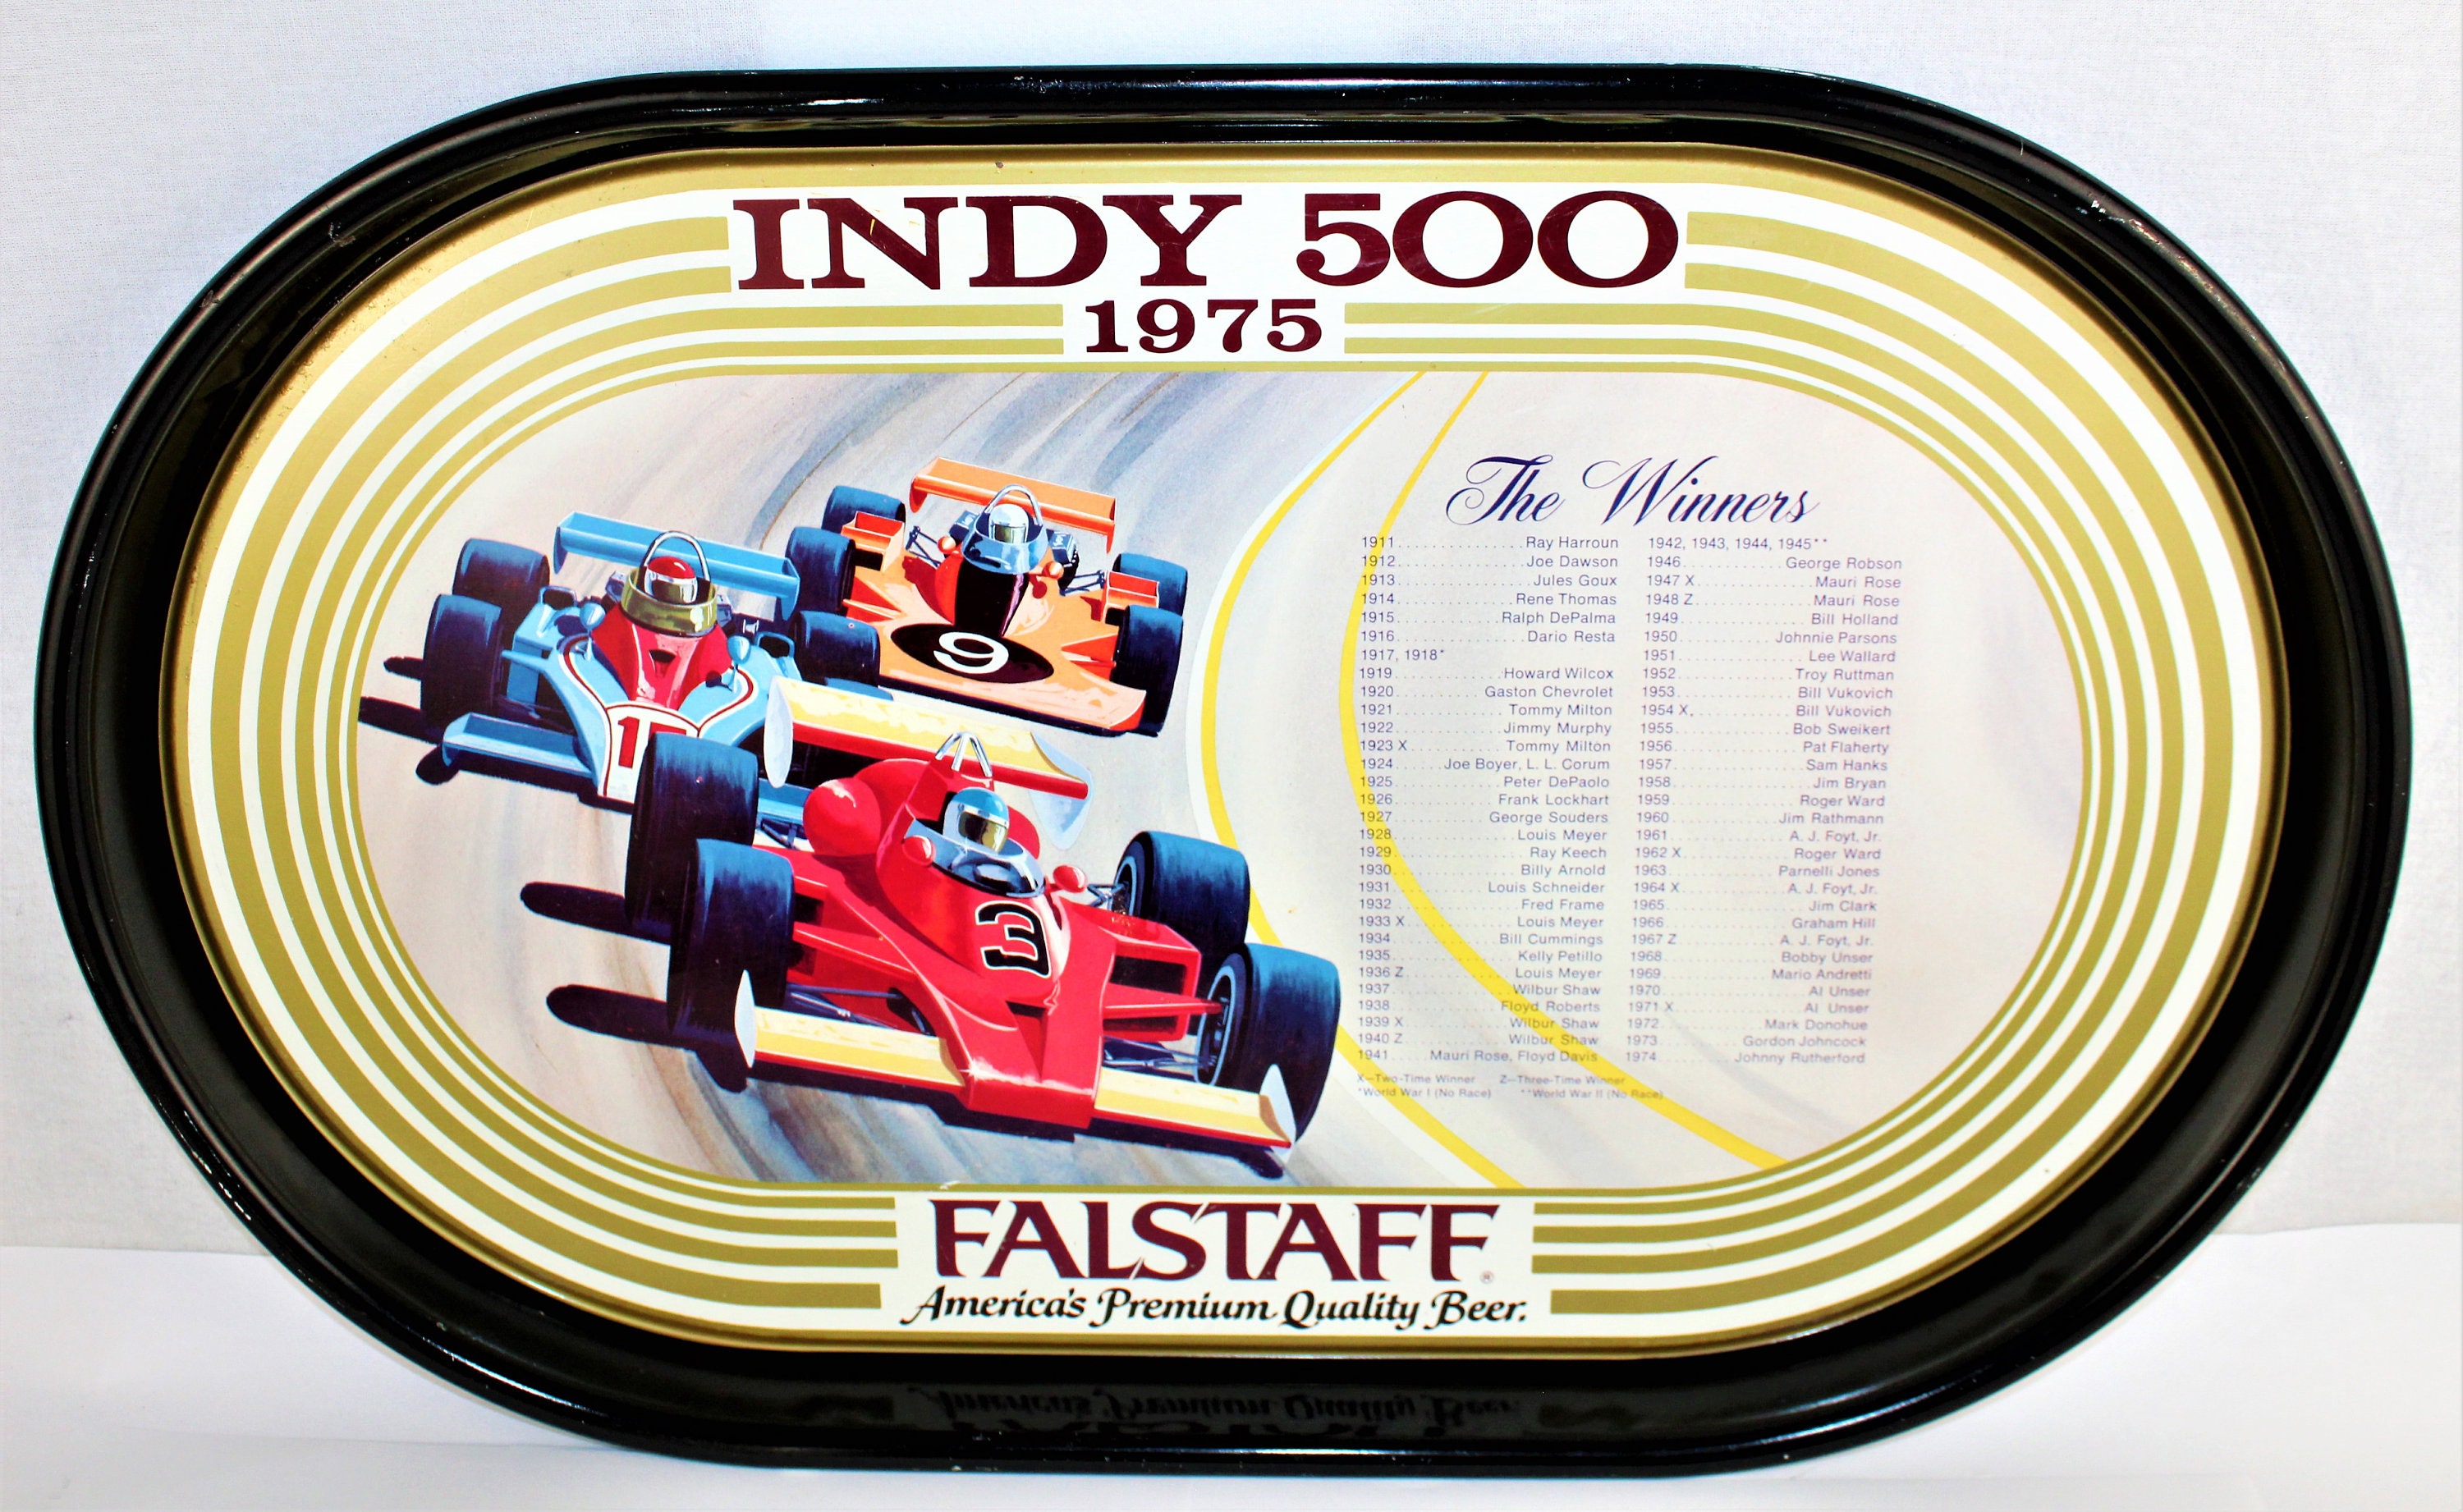 INDY 500
1975
The Winners
1911 Ray Harroun
1912 Joe Dawson
1913 Jules Goux
1914 Rene Thomas
1915 Ralph DePalma
1916 Dario Resta
1917, 1918*
1919 Howard Wilcox
1920 Gaston Chevrolet
1921 Tommy Milton
1922 Jimmy Murphy
1923 X Tommy Milton
1924 Joe Boyer, L. L. Corum
1925 Peter DePaolo
1926 Frank Lockhart
1927 George Souders
1928 Louis Meyer
1929 Ray Keech
1930 Billy Arnold
1931 Louis Schneider
1932 Fred Frame
1933 X Louis Meyer
1934 Bill Cummings
1935 Kelly Petillo
1936 Z Louis Meyer
1937 Wilbur Shaw
1938 Floyd Roberts
1939 X Wilbur Shaw
1940 Z Wilbur Shaw
1941 Mauri Rose, Floyd Davis
1942, 1943, 1944, 1945**
1946 George Robson
1947 X Mauri Rose
1948 Z Mauri Rose
1949 Bill Holland
1950 Johnnie Parsons
1951 Lee Wallard
1952 Troy Ruttman
1953 Bill Vukovich
1954 X Bill Vukovich
1955 Bob Sweikert
1956 Pat Flaherty
1957 Sam Hanks
1958 Jim Bryan
1959 Roger Ward
1960 Jim Rathmann
1961 A. J. Foyt, Jr.
1962 X Roger Ward
1963 Parnelli Jones
1964 X A. J. Foyt, Jr.
1965 Jim Clark
1966 Graham Hill
1967 Z A. J. Foyt, Jr.
1968 Bobby Unser
1969 Mario Andretti
1970 Al Unser
1971 X Al Unser
1972 Mark Donohue
1973 Gordon Johncock
1974 Johnny Rutherford
X—Two-Time Winner Z—Three-Time Winner
*World War I (No Race) **World War II (No Race)
9
3
FALSTAFF®
America's Premium Quality Beer.